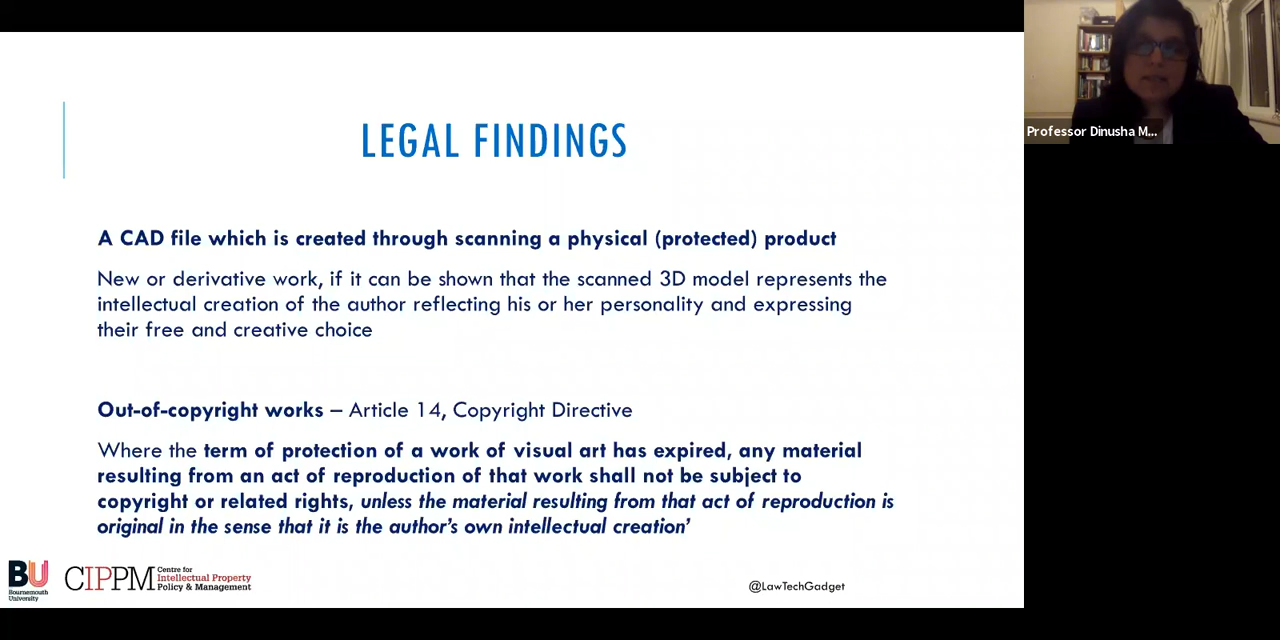 Professor Dinusha M...
LEGAL FINDINGS
A CAD file which is created through scanning a physical (protected) product
New or derivative work, if it can be shown that the scanned 3D model represents the
intellectual creation of the author reflecting his or her personality and expressing
their free and creative choice
Out-of-copyright works – Article 14, Copyright Directive
Where the term of protection of a work of visual art has expired, any material
resulting from an act of reproduction of that work shall not be subject to
copyright or related rights, unless the material resulting from that act of reproduction is
original in the sense that it is the author's own intellectual creation'
BU
Bournemouth
University
CIPPM
Centre for
Intellectual Property
Policy & Management
@LawTechGadget